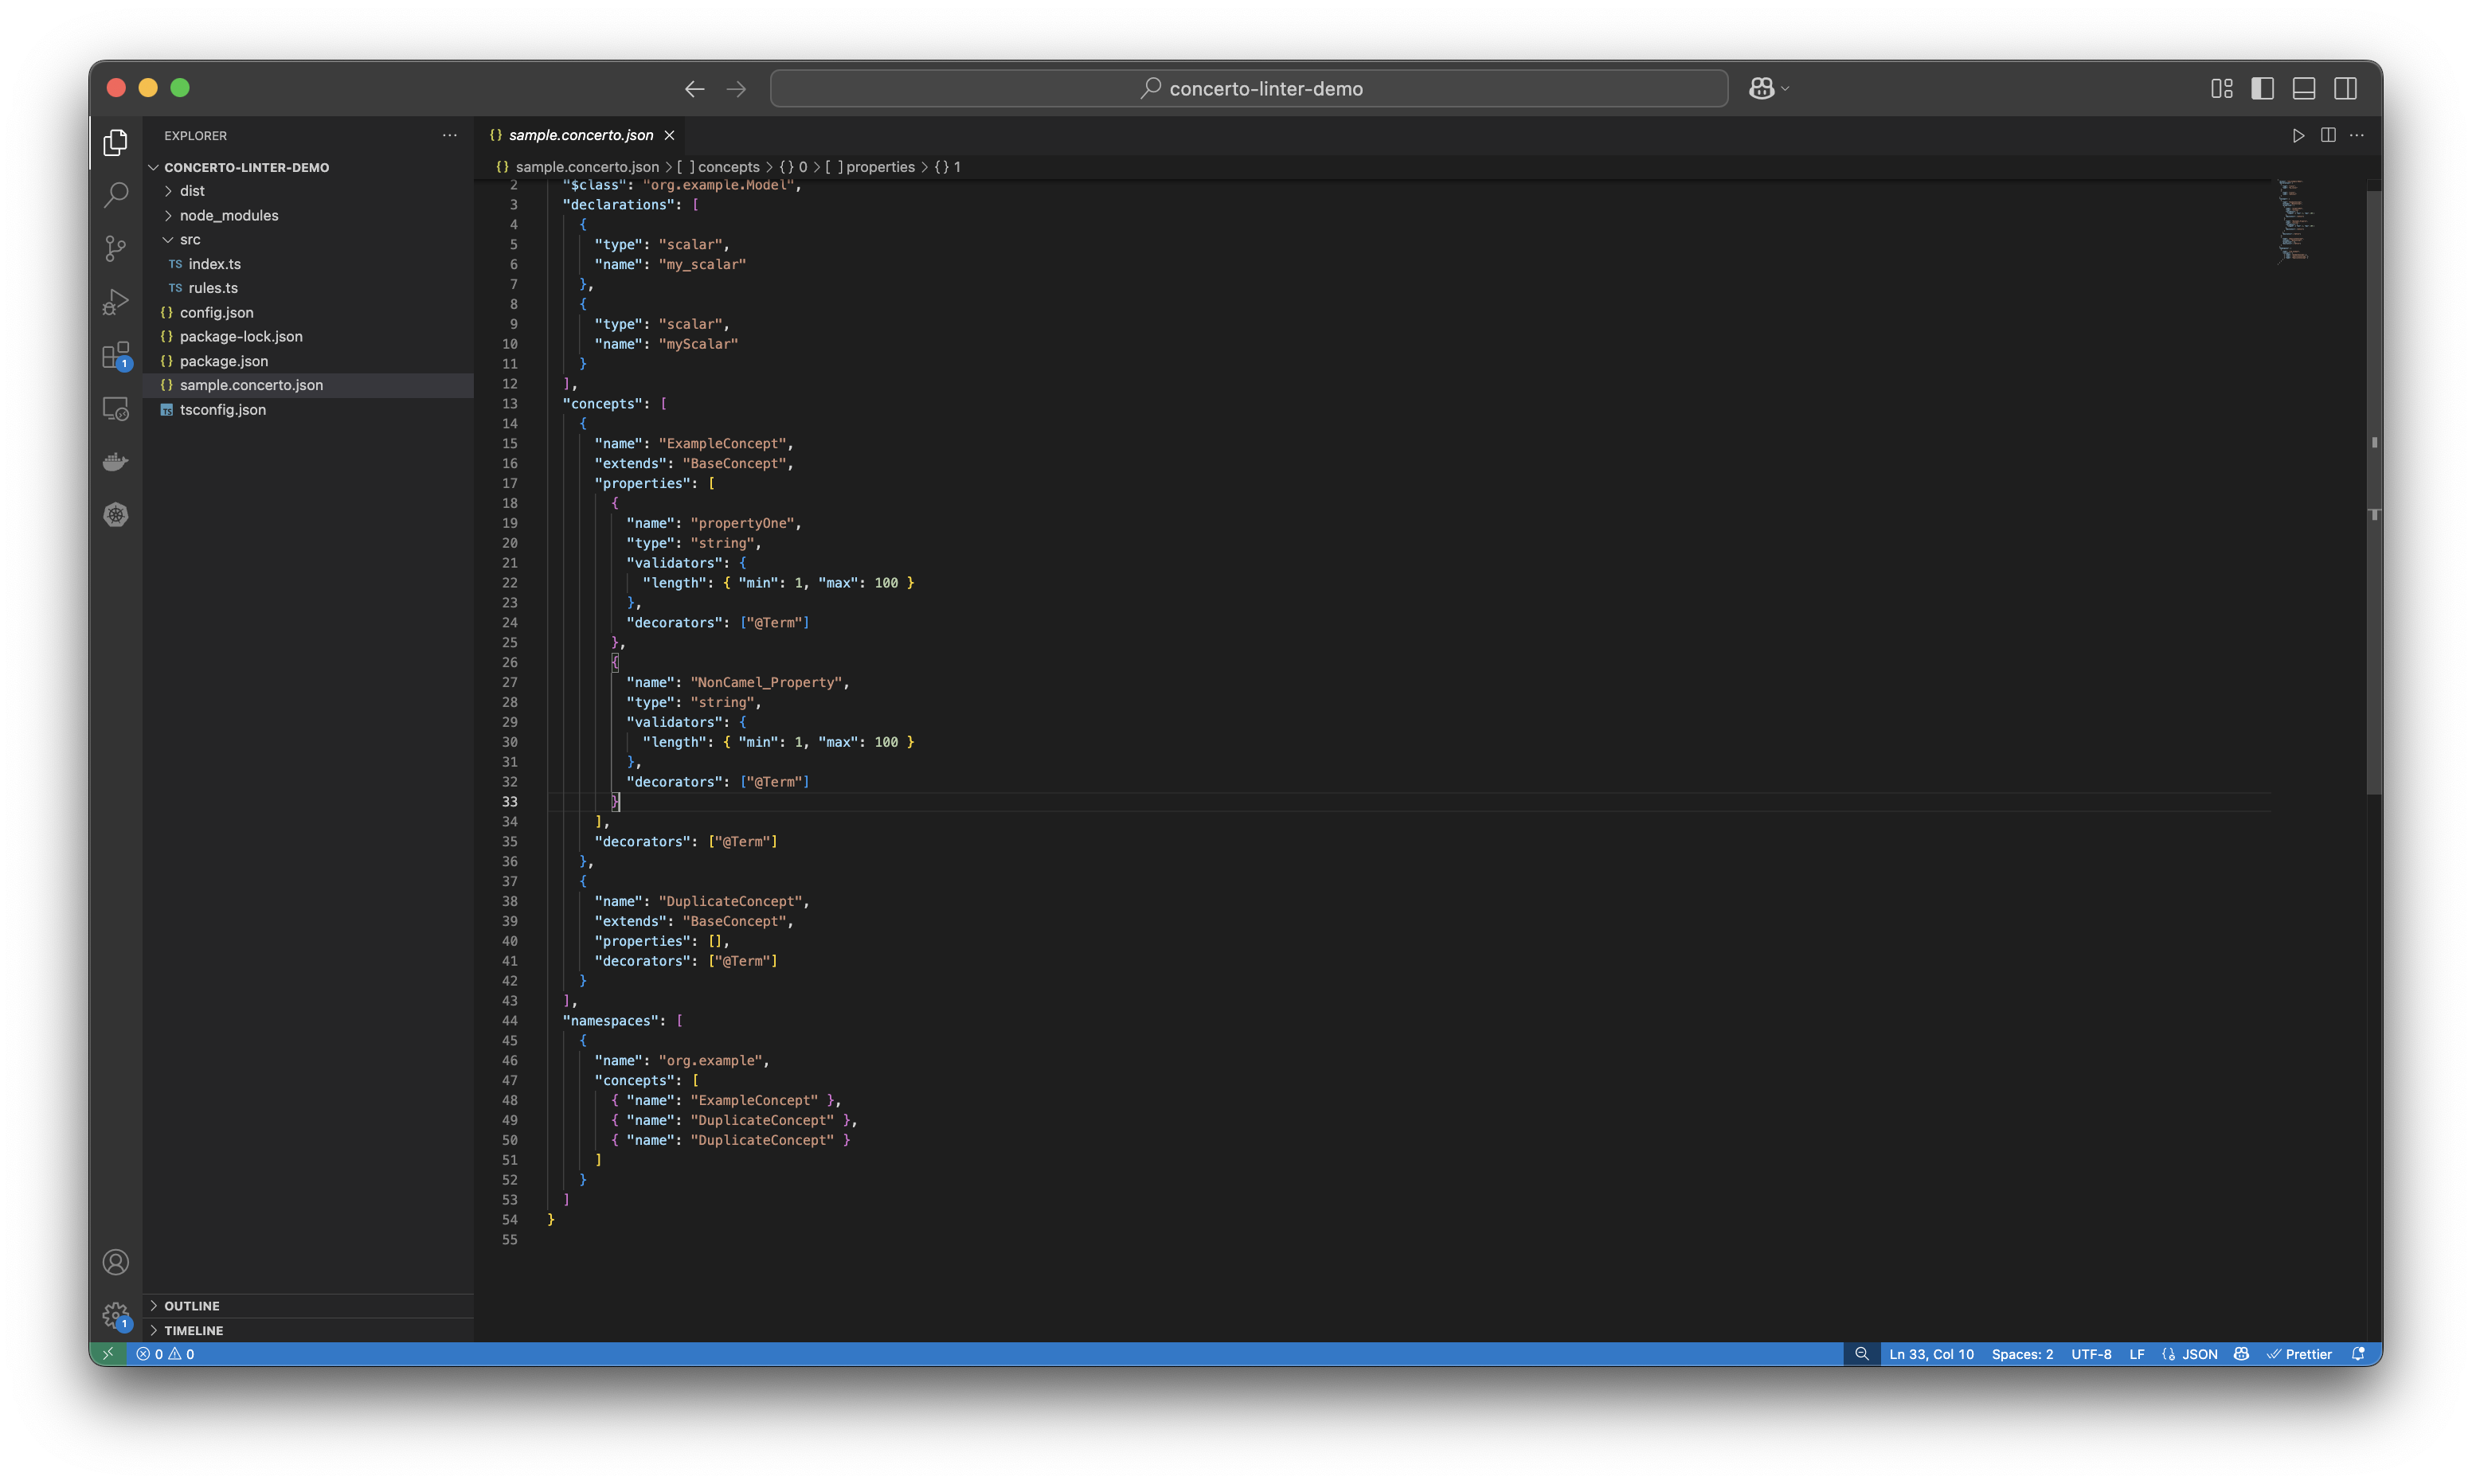 concerto-linter-demo
EXPLORER
CONCERTO-LINTER-DEMO
dist
node_modules
src
TS index.ts
TS rules.ts
{} config.json
{} package-lock.json
{} package.json
{} sample.concerto.json
TS tsconfig.json
OUTLINE
TIMELINE
1
1
{} sample.concerto.json
{} sample.concerto.json > [ ] concepts > {} 0 > [ ] properties > {} 1
2 "$class": "org.example.Model",
3 "declarations": [
4 {
5 "type": "scalar",
6 "name": "my_scalar"
7 },
8 {
9 "type": "scalar",
10 "name": "myScalar"
11 }
12 ],
13 "concepts": [
14 {
15 "name": "ExampleConcept",
16 "extends": "BaseConcept",
17 "properties": [
18 {
19 "name": "propertyOne",
20 "type": "string",
21 "validators": {
22 "length": { "min": 1, "max": 100 }
23 },
24 "decorators": ["@Term"]
25 },
26 {
27 "name": "NonCamel_Property",
28 "type": "string",
29 "validators": {
30 "length": { "min": 1, "max": 100 }
31 },
32 "decorators": ["@Term"]
33 }
34 ],
35 "decorators": ["@Term"]
36 },
37 {
38 "name": "DuplicateConcept",
39 "extends": "BaseConcept",
40 "properties": [],
41 "decorators": ["@Term"]
42 }
43 ],
44 "namespaces": [
45 {
46 "name": "org.example",
47 "concepts": [
48 { "name": "ExampleConcept" },
49 { "name": "DuplicateConcept" },
50 { "name": "DuplicateConcept" }
51 ]
52 }
53 ]
54 }
55
0 0 Ln 33, Col 10 Spaces: 2 UTF-8 LF {} JSON Prettier